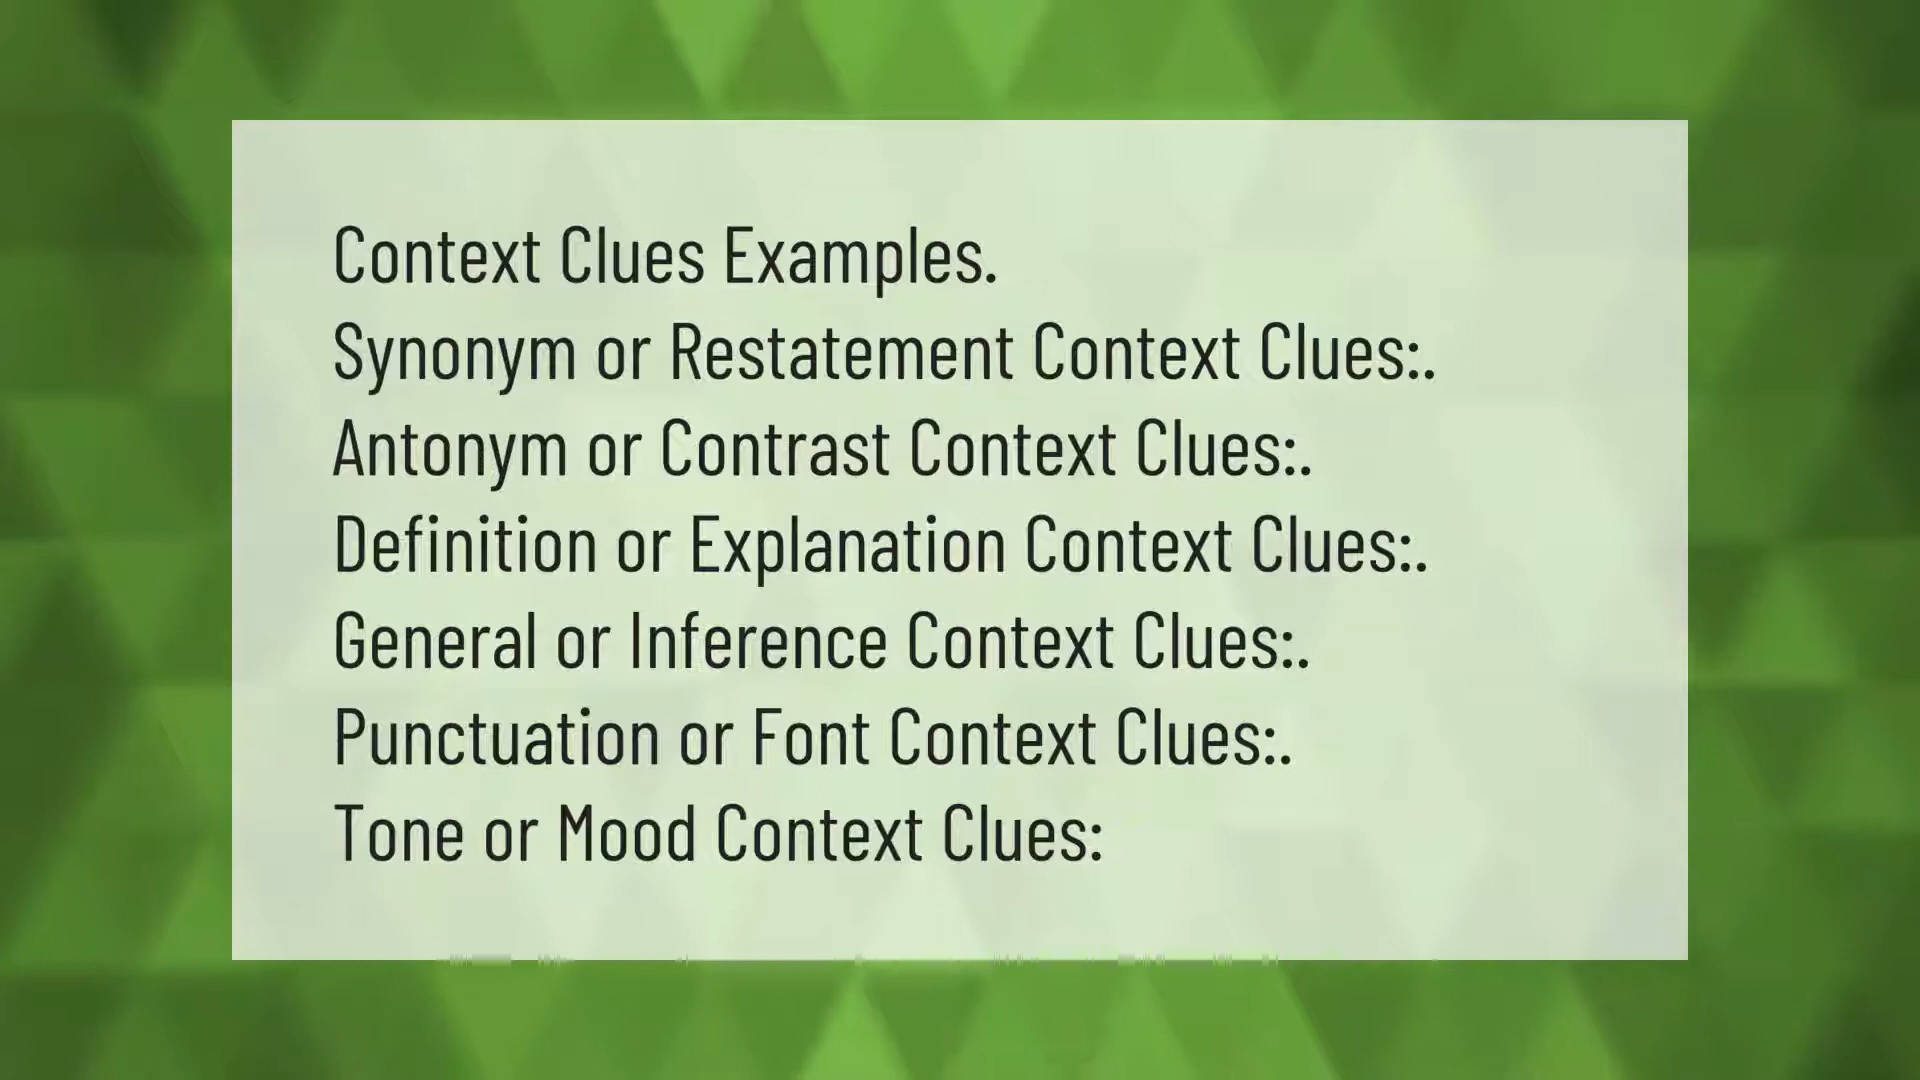 Context Clues Examples.
Synonym or Restatement Context Clues:.
Antonym or Contrast Context Clues:.
Definition or Explanation Context Clues:.
General or Inference Context Clues:.
Punctuation or Font Context Clues:.
Tone or Mood Context Clues: